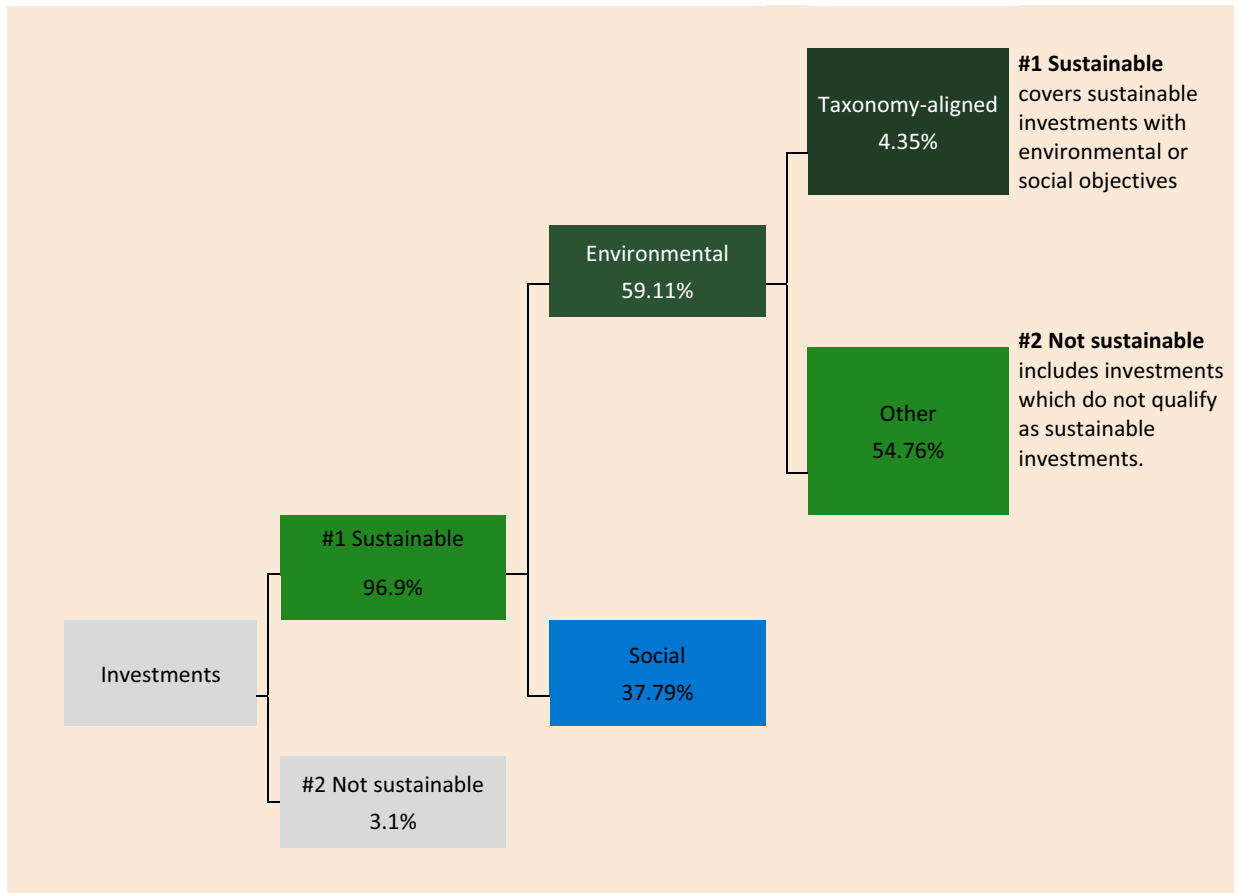 Taxonomy-aligned
4.35%
#1 Sustainable
covers sustainable
investments with
environmental or
social objectives
Environmental
59.11%
Other
54.76%
#2 Not sustainable
includes investments
which do not qualify
as sustainable
investments.
#1 Sustainable
96.9%
Investments
Social
37.79%
#2 Not sustainable
3.1%